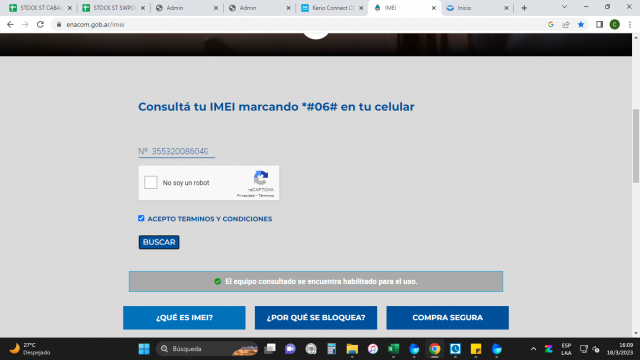 STOCK ST CABAL
STOCK ST SWPO
Admin
Admin
Kerio Connect Cl
IMEI
Inicio
enacom.gob.ar/imei
C
Consultá tu IMEI marcando *#06# en tu celular
Nº 355320086049
No soy un robot
reCAPTCHA
Privacidad - Términos
ACEPTO TERMINOS Y CONDICIONES
BUSCAR
El equipo consultado se encuentra habilitado para el uso.
¿QUÉ ES IMEI?
¿POR QUÉ SE BLOQUEA?
COMPRA SEGURA
27°C
Despejado
Búsqueda
ESP
LAA
16:09
18/3/2023